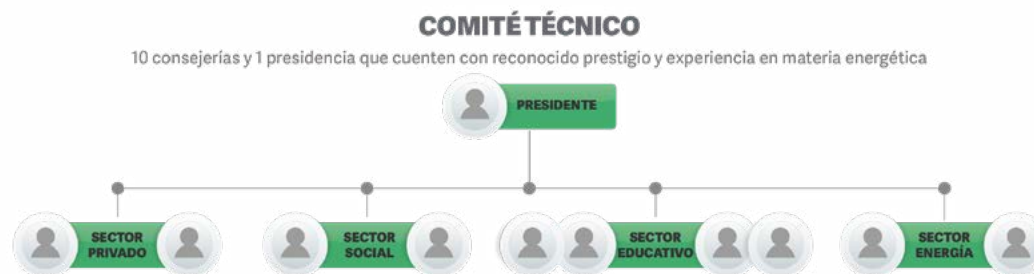 COMITÉ TÉCNICO
10 consejerías y 1 presidencia que cuenten con reconocido prestigio y experiencia en materia energética
PRESIDENTE
SECTOR
PRIVADO
SECTOR
SOCIAL
SECTOR
EDUCATIVO
SECTOR
ENERGÍA